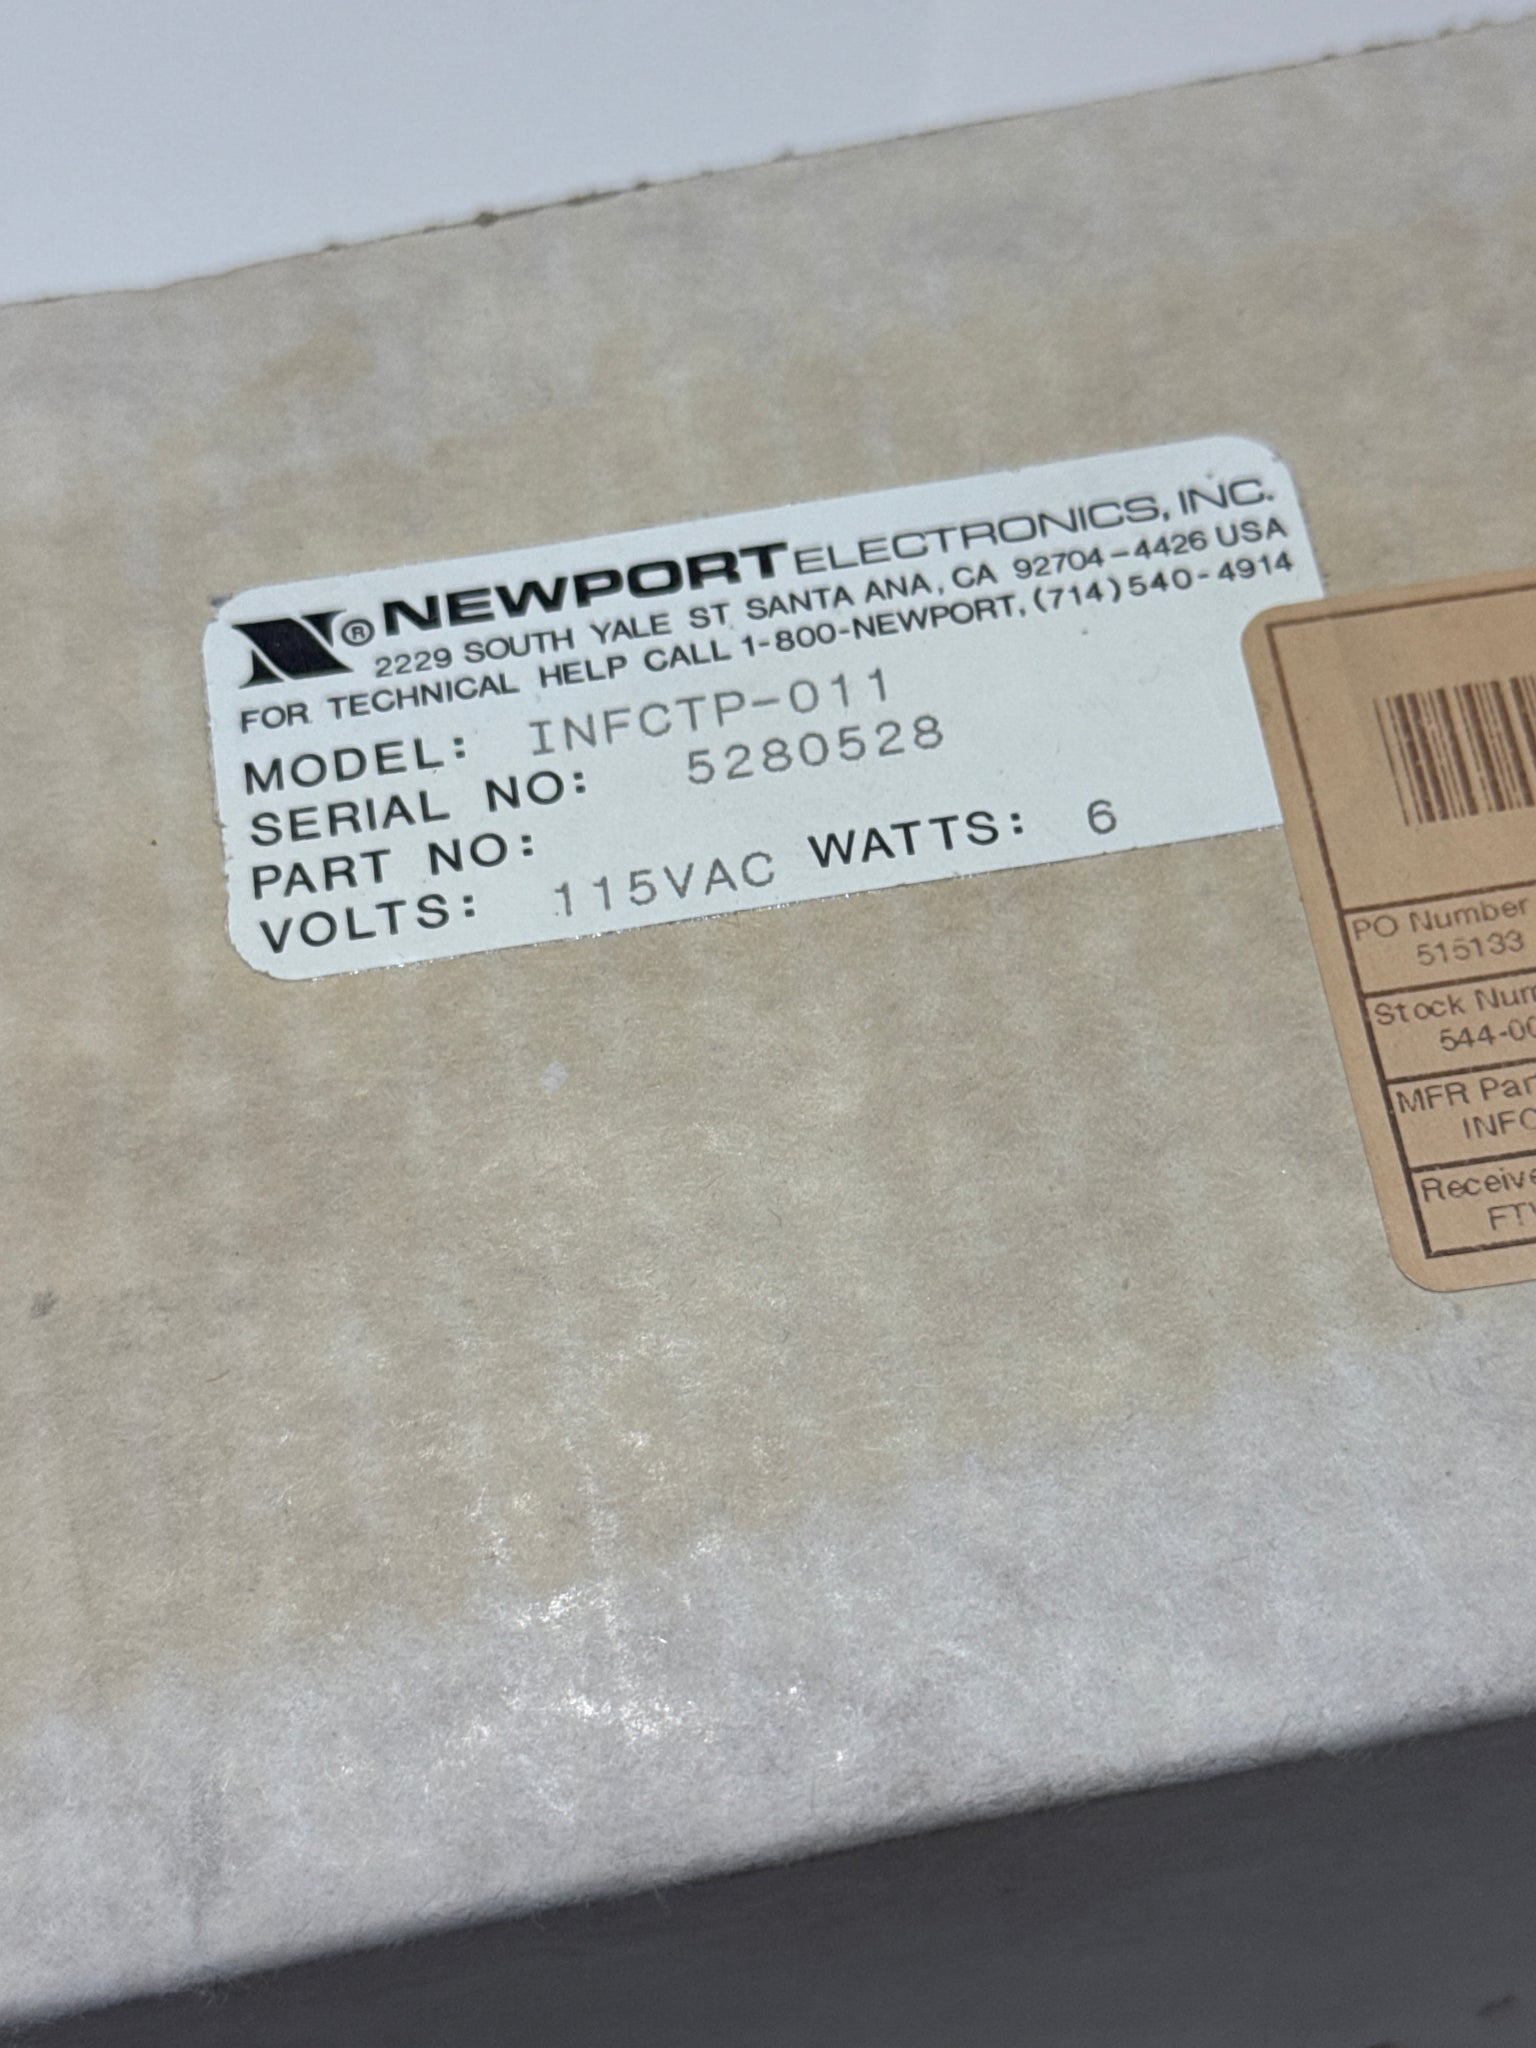 ® NEWPORT ELECTRONICS, INC.
2229 SOUTH YALE ST SANTA ANA, CA 92704-4426 USA
FOR TECHNICAL HELP CALL 1-800-NEWPORT, (714) 540-4914
MODEL: INFCTP-011
SERIAL NO: 5280528
PART NO:
VOLTS: 115VAC WATTS: 6
PO Number
515133
Stock
MFR